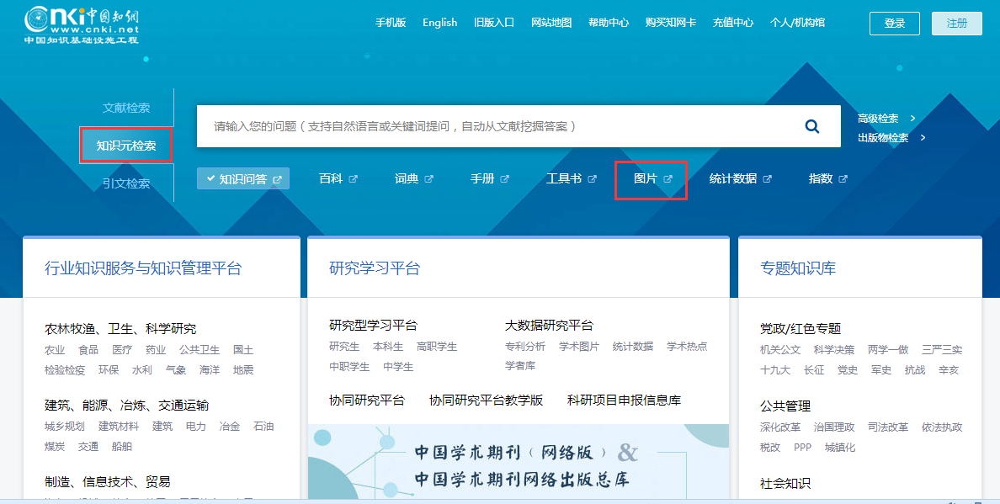 cnki中国知網
www.cnki.net
中国知识基础设施工程
手机版 English 旧版入口 网站地图 帮助中心 购买知网卡 充值中心 个人/机构馆 登录 注册
文献检索
知识元检索
引文检索
请输入您的问题（支持自然语言或关键词提问，自动从文献挖掘答案）
高级检索 >
出版物检索 >
知识问答 百科 词典 手册 工具书 图片 统计数据 指数
行业知识服务与知识管理平台
农林牧渔、卫生、科学研究
农业 食品 医疗 药业 公共卫生 国土
检验检疫 环保 水利 气象 海洋 地震
建筑、能源、冶炼、交通运输
城乡规划 建筑材料 建筑 电力 冶金 石油
煤炭 交通 船舶
制造、信息技术、贸易
研究学习平台
研究型学习平台
研究生 本科生 高职学生
中职学生 中学生
大数据研究平台
专利分析 学术图片 统计数据 学术热点
学者库
协同研究平台 协同研究平台教学版 科研项目申报信息库
中国学术期刊（网络版）&
中国学术期刊网络出版总库
专题知识库
党政/红色专题
机关公文 科学决策 两学一做 三严三实
十九大 长征 党史 军史 抗战 辛亥
公共管理
深化改革 治国理政 司法改革 依法执政
税改 PPP 城镇化
社会知识